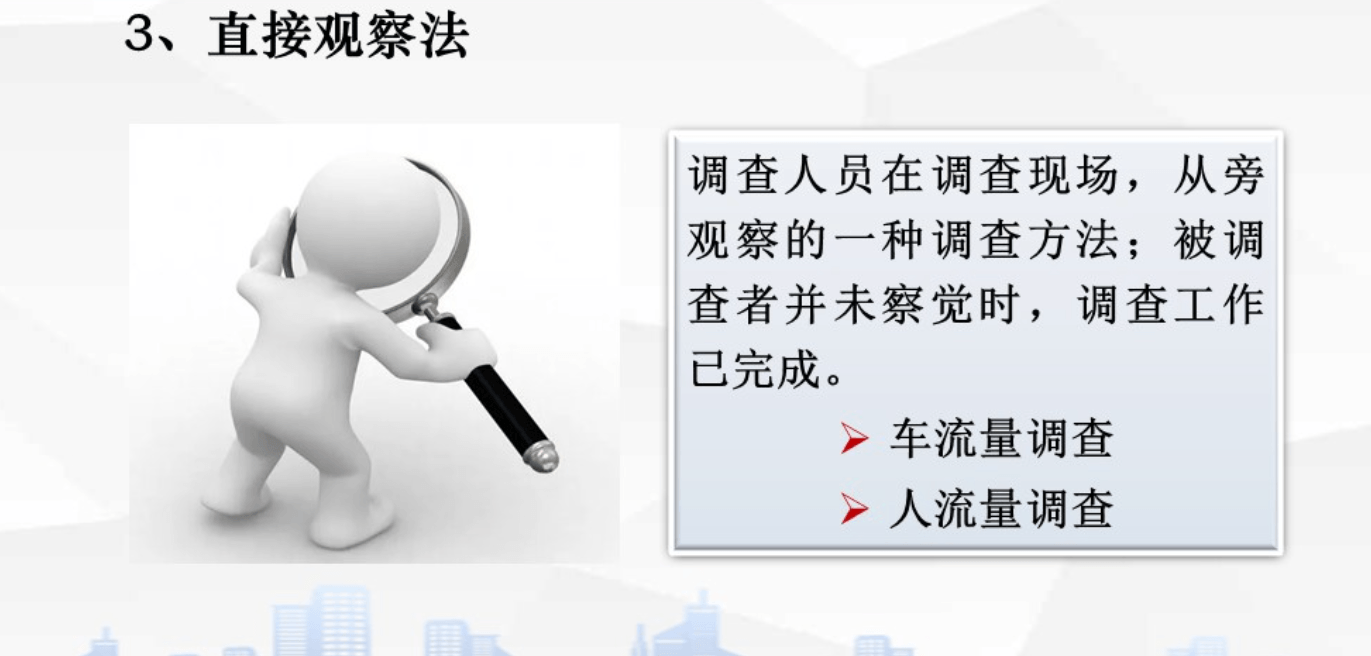 3、直接观察法
调查人员在调查现场，从旁
观察的一种调查方法；被调
查者并未察觉时，调查工作
已完成。
车流量调查
人流量调查